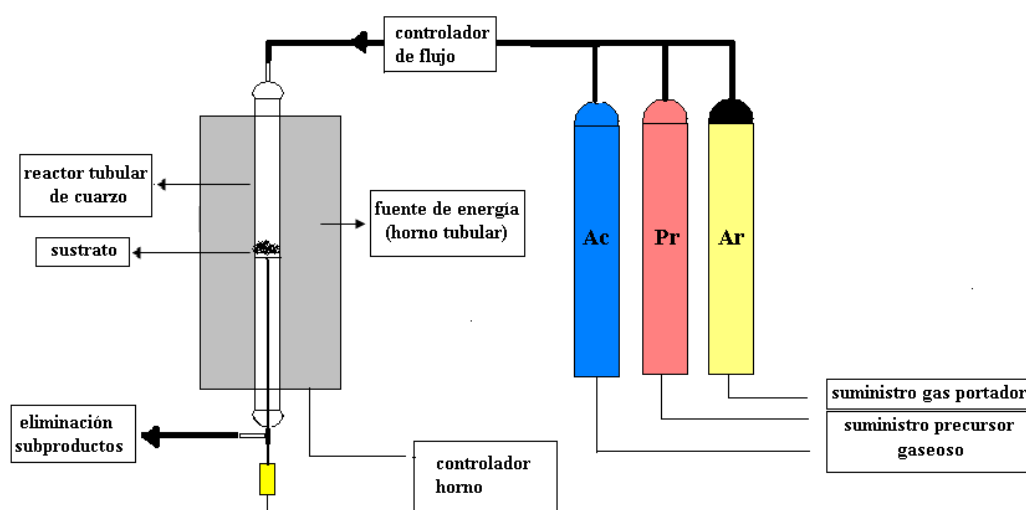 controlador
de flujo
reactor tubular
de cuarzo
fuente de energía
(horno tubular)
sustrato
Ac
Pr
Ar
suministro gas portador
suministro precursor
gaseoso
eliminación
subproductos
controlador
horno